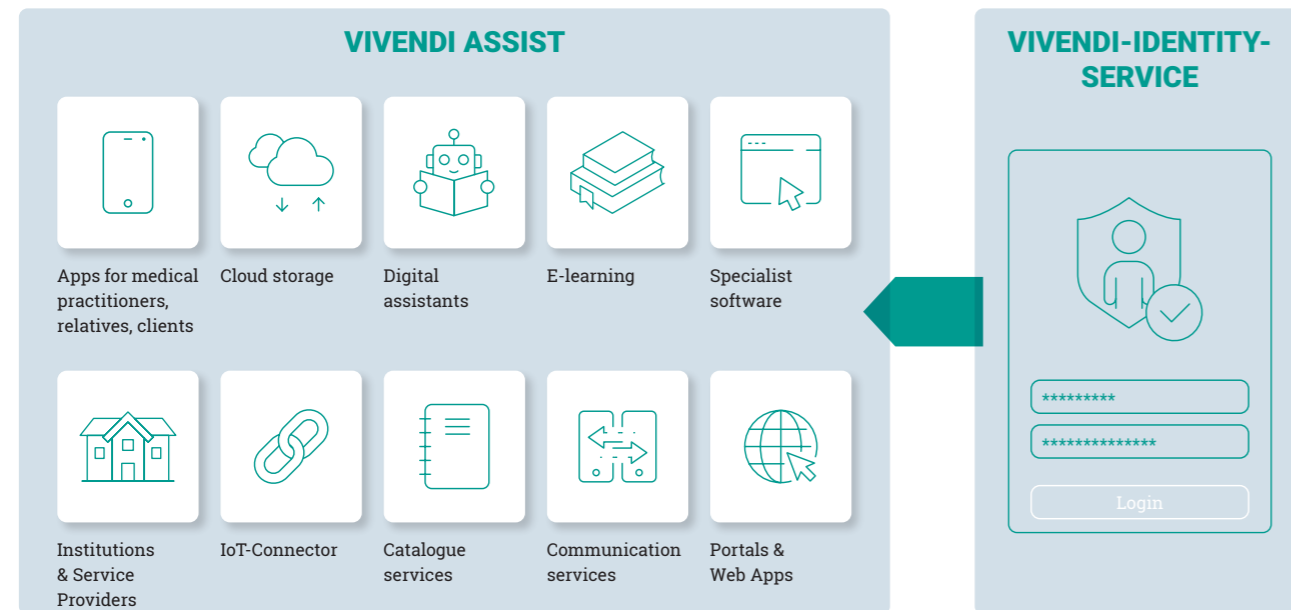 VIVENDI ASSIST
Apps for medical
practitioners,
relatives, clients
Cloud storage
Digital
assistants
E-learning
Specialist
software
Institutions
& Service
Providers
IoT-Connector
Catalogue
services
Communication
services
Portals &
Web Apps
VIVENDI-IDENTITY-
SERVICE
*********
**************
Login